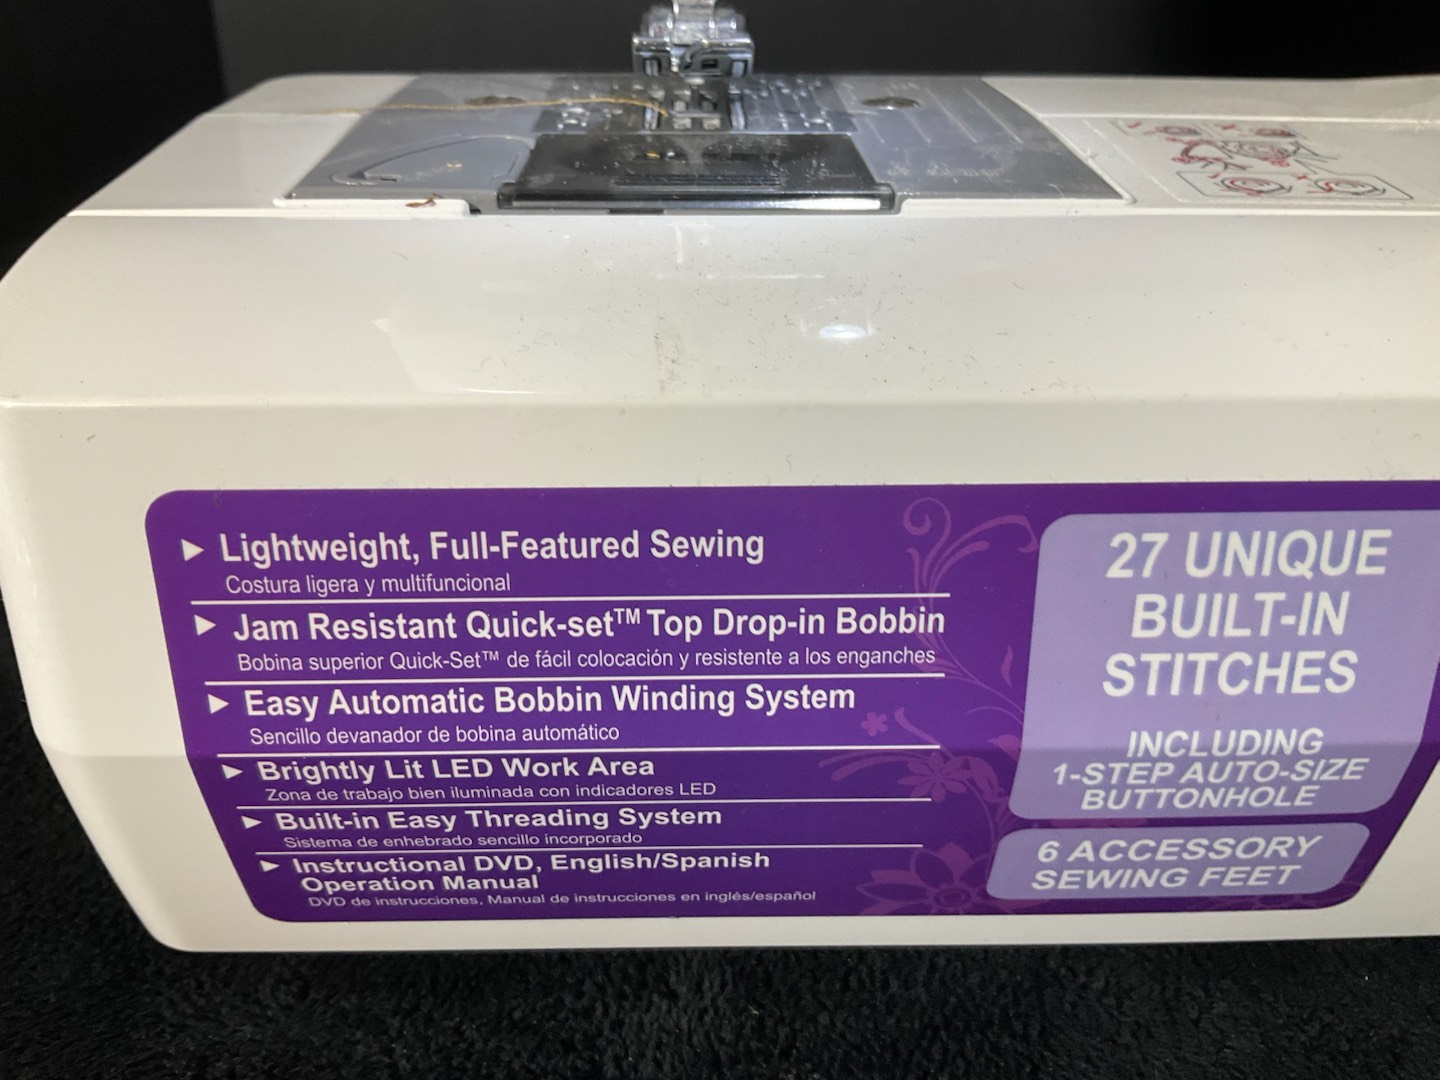 Lightweight, Full-Featured Sewing
Costura ligera y multifuncional
Jam Resistant Quick-set™ Top Drop-in Bobbin
Bobina superior Quick-Set™ de fácil colocación y resistente a los enganches
Easy Automatic Bobbin Winding System
Sencillo devanador de bobina automático
Brightly Lit LED Work Area
Zona de trabajo bien iluminada con indicadores LED
Built-in Easy Threading System
Sistema de enhebrado sencillo incorporado
Instructional DVD, English/Spanish
Operation Manual
DVD de instrucciones, Manual de instrucciones en inglés/español
27 UNIQUE
BUILT-IN
STITCHES
INCLUDING
1-STEP AUTO-SIZE
BUTTONHOLE
6 ACCESSORY
SEWING FEET